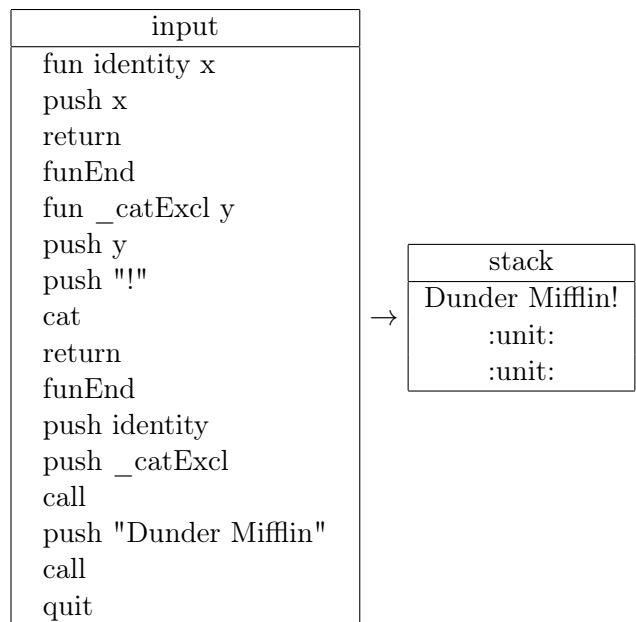 input
fun identity x
push x
return
funEnd
fun _catExcl y
push y
push "!"
cat
return
funEnd
push identity
push _catExcl
call
push "Dunder Mifflin"
call
quit
→
stack
Dunder Mifflin!
:unit:
:unit: